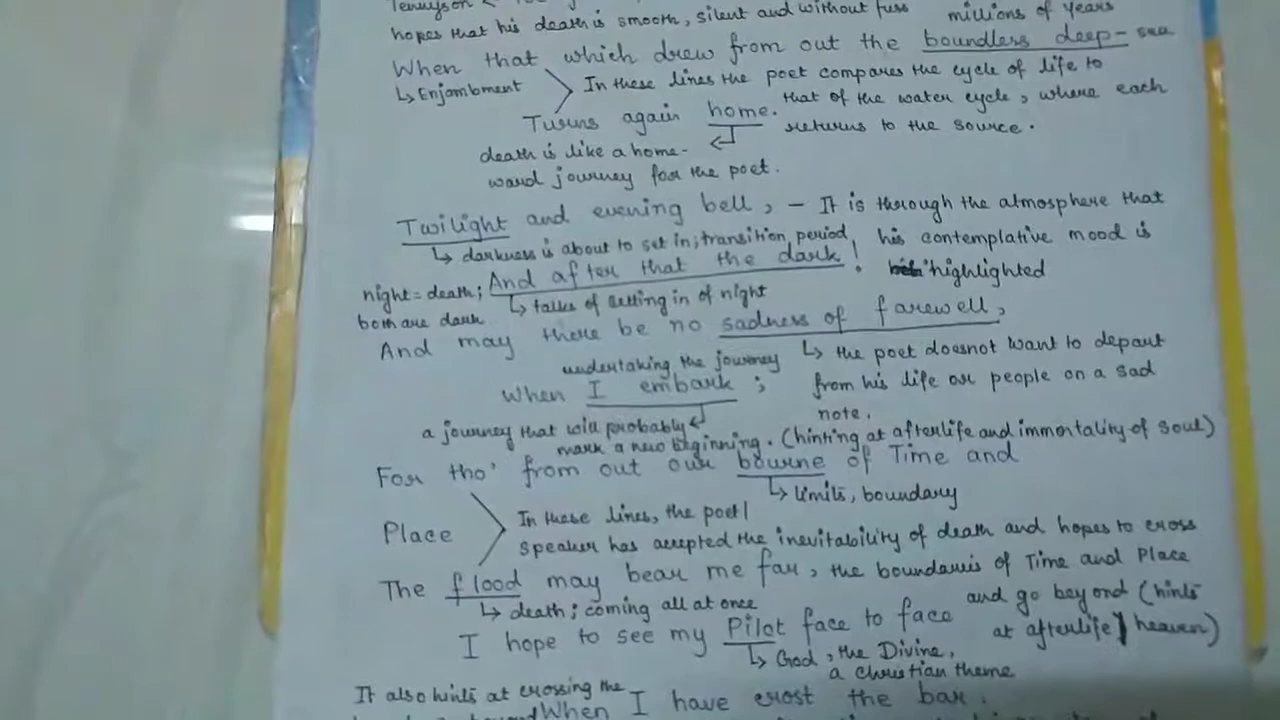 Tennyson
hopes that his death is smooth, silent and without fuss millions of years
When that which drew from out the boundless deep – sea
↳ Enjambment In these lines the poet compares the cycle of life to
Turns again home. that of the water cycle, where each
returns to the source.
death is like a home-
ward journey for the poet.
Twilight and evening bell, – It is through the atmosphere that
↳ darkness is about to set in; transition period his contemplative mood is
And after that the dark! highlighted
night = death; ↳ talks of setting in of night
both are dark
And may there be no sadness of farewell,
undertaking the journey ↳ the poet doesnot want to depart
When I embark; from his life or people on a sad
note.
a journey that will probably
mark a new beginning. (hinting at afterlife and immortality of soul)
For tho' from out our bourne of Time and
↳ limits, boundary
Place In these lines, the poet/
speaker has accepted the inevitability of death and hopes to cross
The flood may bear me far, the boundaries of Time and Place
↳ death; coming all at once and go beyond (hints
I hope to see my Pilot face to face at afterlife/heaven)
↳ God, the Divine,
a Christian theme
It also hints at crossing the
When I have crost the bar.